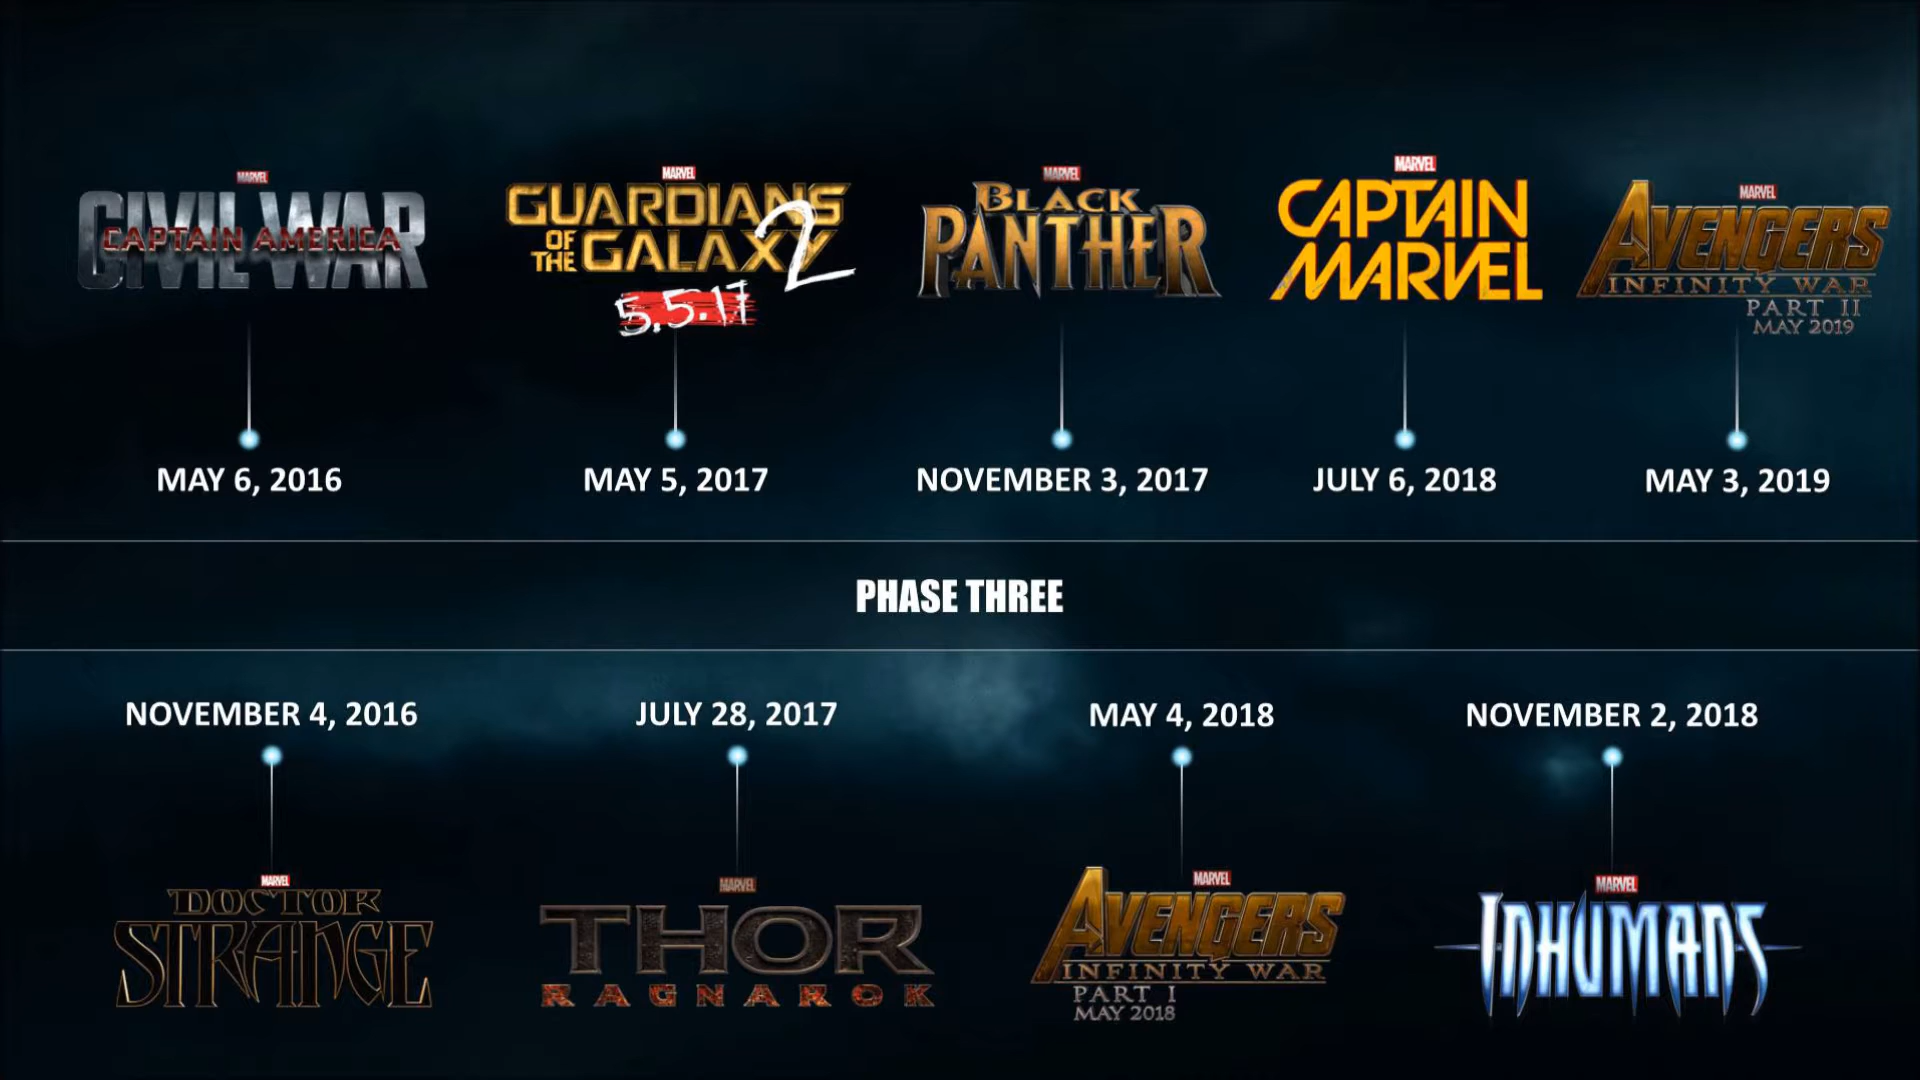 MARVEL
CIVIL WAR
CAPTAIN AMERICA
MAY 6, 2016
MARVEL
GUARDIANS
OF
THE GALAXY 2
5.5.17
MAY 5, 2017
MARVEL
BLACK
PANTHER
NOVEMBER 3, 2017
MARVEL
CAPTAIN
MARVEL
JULY 6, 2018
MARVEL
AVENGERS
INFINITY WAR
PART II
MAY 2019
MAY 3, 2019
PHASE THREE
NOVEMBER 4, 2016
MARVEL
DOCTOR
STRANGE
JULY 28, 2017
MARVEL
THOR
RAGNAROK
MAY 4, 2018
MARVEL
AVENGERS
INFINITY WAR
PART I
MAY 2018
NOVEMBER 2, 2018
MARVEL
INHUMANS